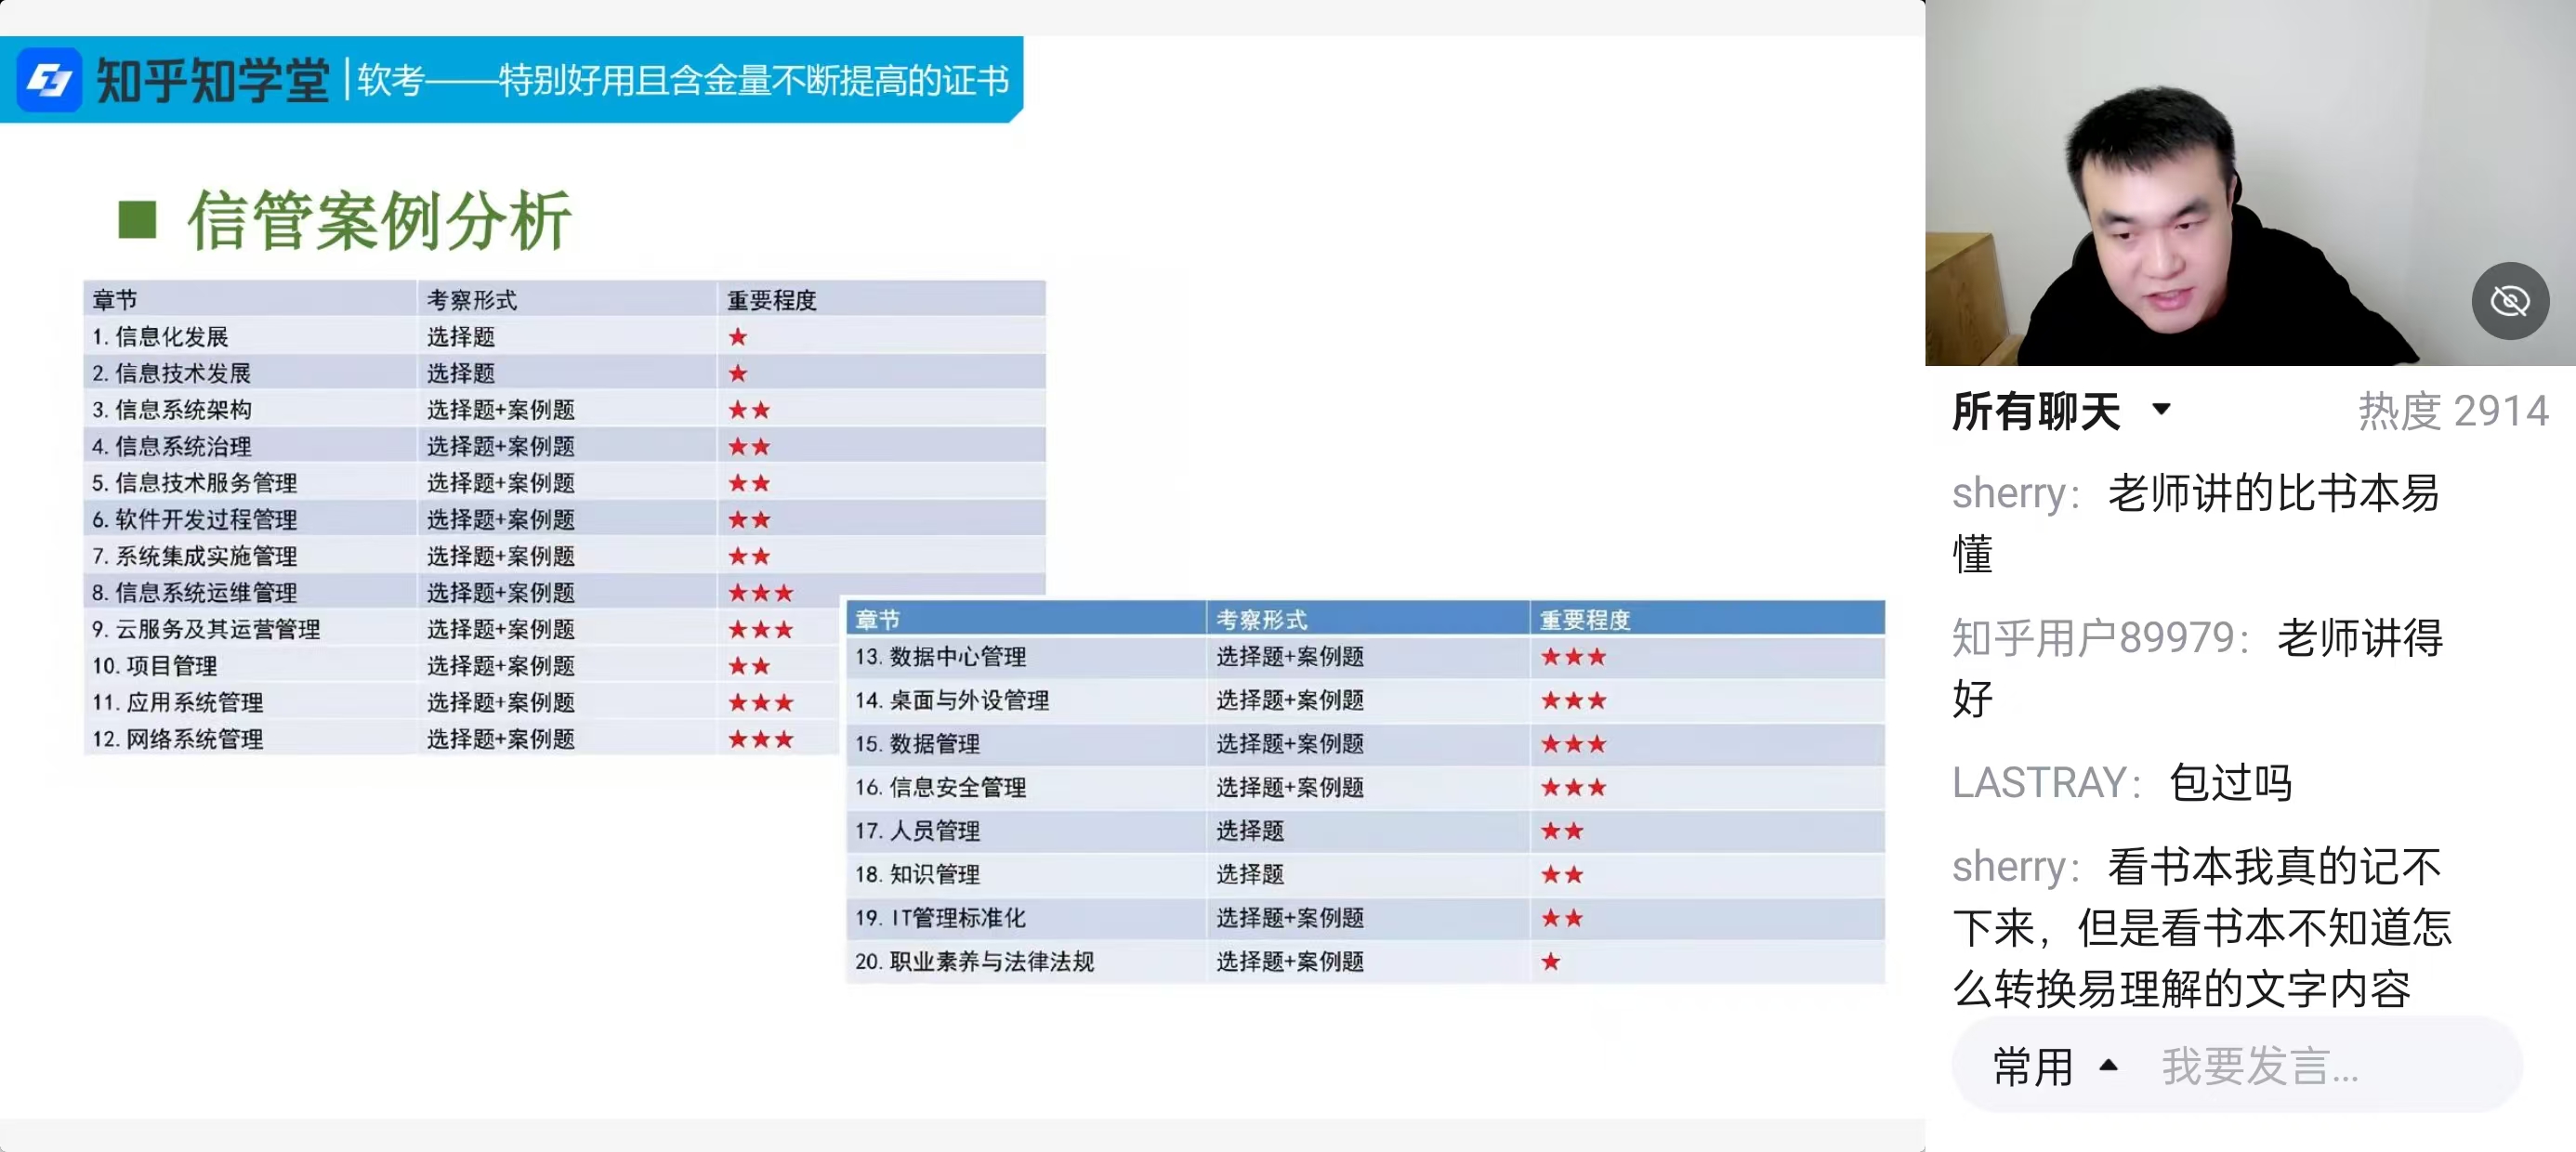 知乎知学堂 | 软考——特别好用且含金量不断提高的证书
■ 信管案例分析
章节 考察形式 重要程度
1. 信息化发展 选择题 ★
2. 信息技术发展 选择题 ★
3. 信息系统架构 选择题+案例题 ★★
4. 信息系统治理 选择题+案例题 ★★
5. 信息技术服务管理 选择题+案例题 ★★
6. 软件开发过程管理 选择题+案例题 ★★
7. 系统集成实施管理 选择题+案例题 ★★
8. 信息系统运维管理 选择题+案例题 ★★★
9. 云服务及其运营管理 选择题+案例题 ★★★
10. 项目管理 选择题+案例题 ★★
11. 应用系统管理 选择题+案例题 ★★★
12. 网络系统管理 选择题+案例题 ★★★
章节 考察形式 重要程度
13. 数据中心管理 选择题+案例题 ★★★
14. 桌面与外设管理 选择题+案例题 ★★★
15. 数据管理 选择题+案例题 ★★★
16. 信息安全管理 选择题+案例题 ★★★
17. 人员管理 选择题 ★★
18. 知识管理 选择题 ★★
19. IT管理标准化 选择题+案例题 ★★
20. 职业素养与法律法规 选择题+案例题 ★
所有聊天 热度 2914
sherry：老师讲的比书本易
懂
知乎用户89979：老师讲得
好
LASTRAY：包过吗
sherry：看书本我真的记不
下来，但是看书本不知道怎
么转换易理解的文字内容
常用 我要发言...